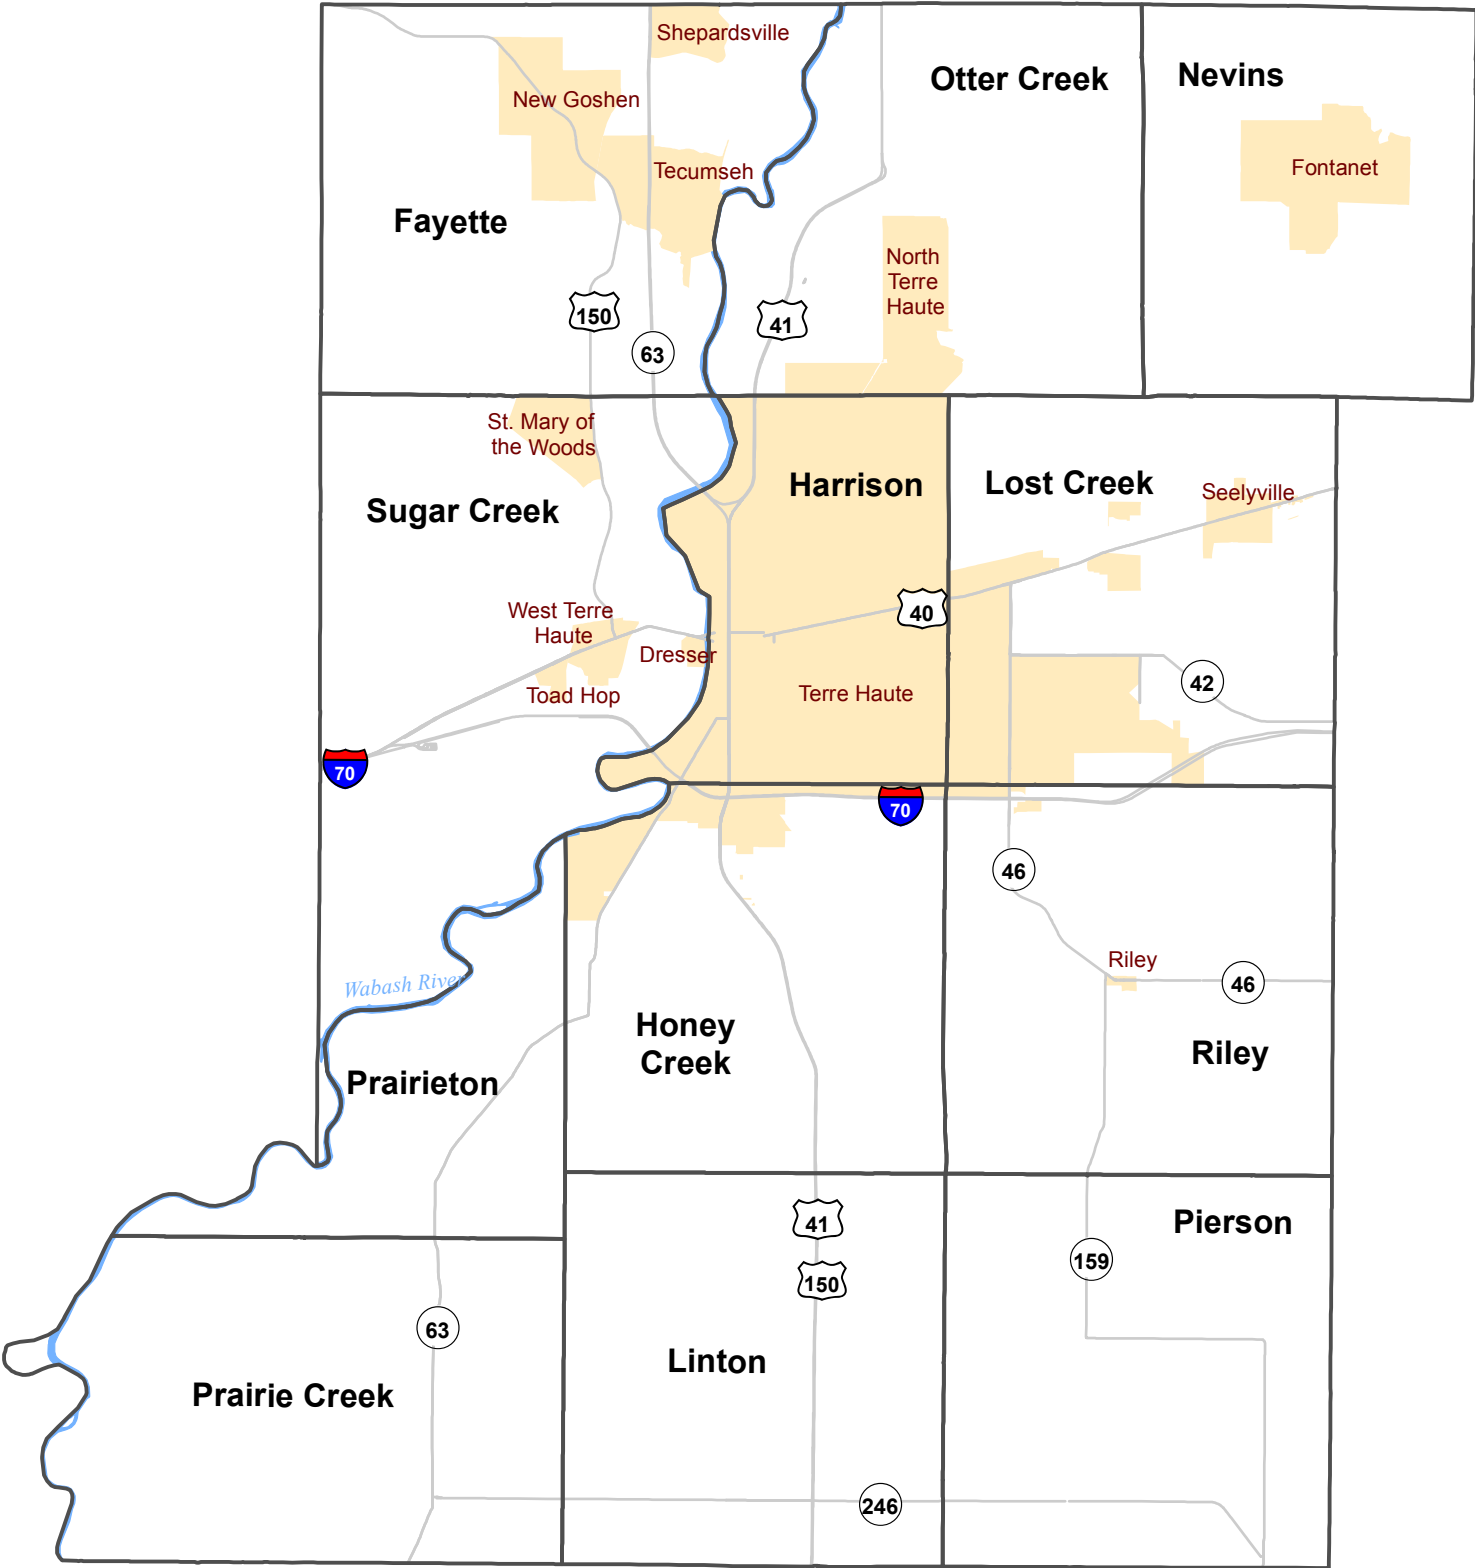 Shepardsville
Otter Creek
Nevins
New Goshen
Tecumseh
Fontanet
Fayette
North
Terre
Haute
150
41
63
St. Mary of
the Woods
Harrison
Lost Creek
Seelyville
Sugar Creek
40
West Terre
Haute
Dresser
42
Toad Hop
Terre Haute
70
70
46
Riley
46
Wabash River
Honey
Creek
Riley
Prairieton
41
Pierson
159
150
63
Linton
Prairie Creek
246